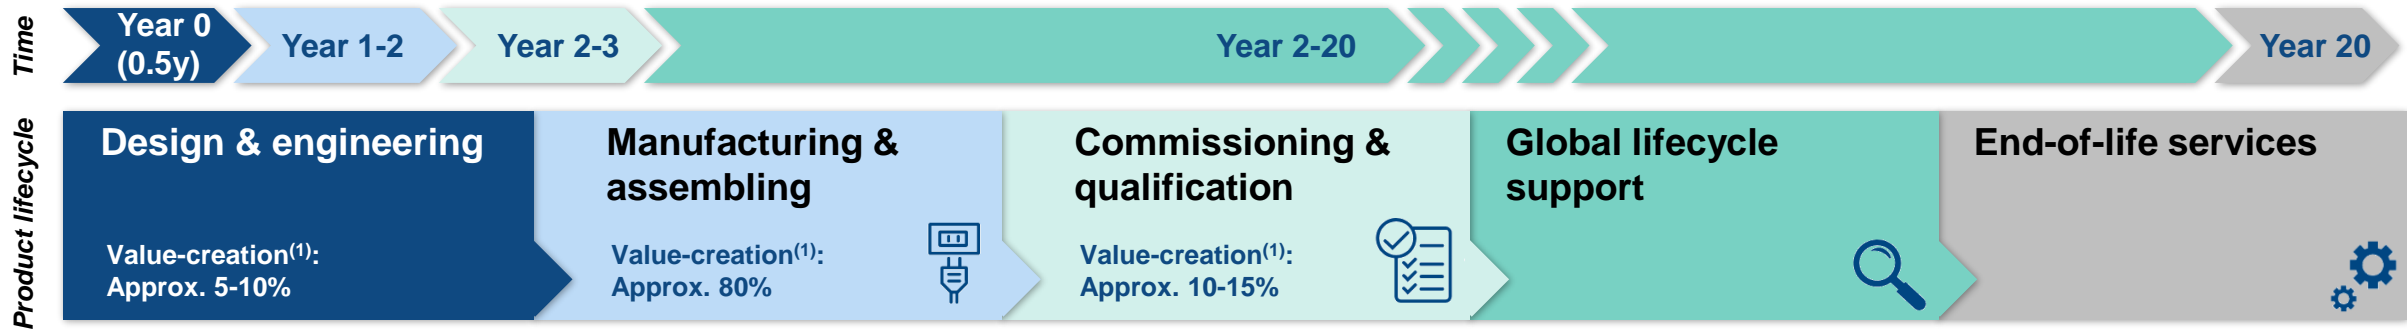 Time
Year 0
(0.5y)
Year 1-2
Year 2-3
Year 2-20
Year 20
Product lifecycle
Design & engineering
Value-creation(1):
Approx. 5-10%
Manufacturing &
assembling
Value-creation(1):
Approx. 80%
Commissioning &
qualification
Value-creation(1):
Approx. 10-15%
Global lifecycle
support
End-of-life services